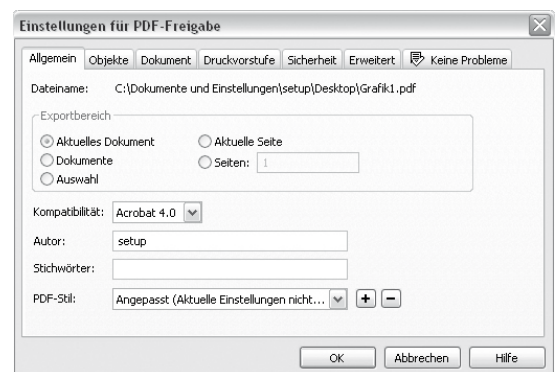 Einstellungen für PDF-Freigabe
Allgemein Objekte Dokument Druckvorstufe Sicherheit Erweitert Keine Probleme
Dateiname: C:\Dokumente und Einstellungen\setup\Desktop\Grafik1.pdf
Exportbereich
Aktuelles Dokument Aktuelle Seite
Dokumente Seiten: 1
Auswahl
Kompatibilität: Acrobat 4.0
Autor: setup
Stichwörter:
PDF-Stil: Angepasst (Aktuelle Einstellungen nicht...
OK Abbrechen Hilfe